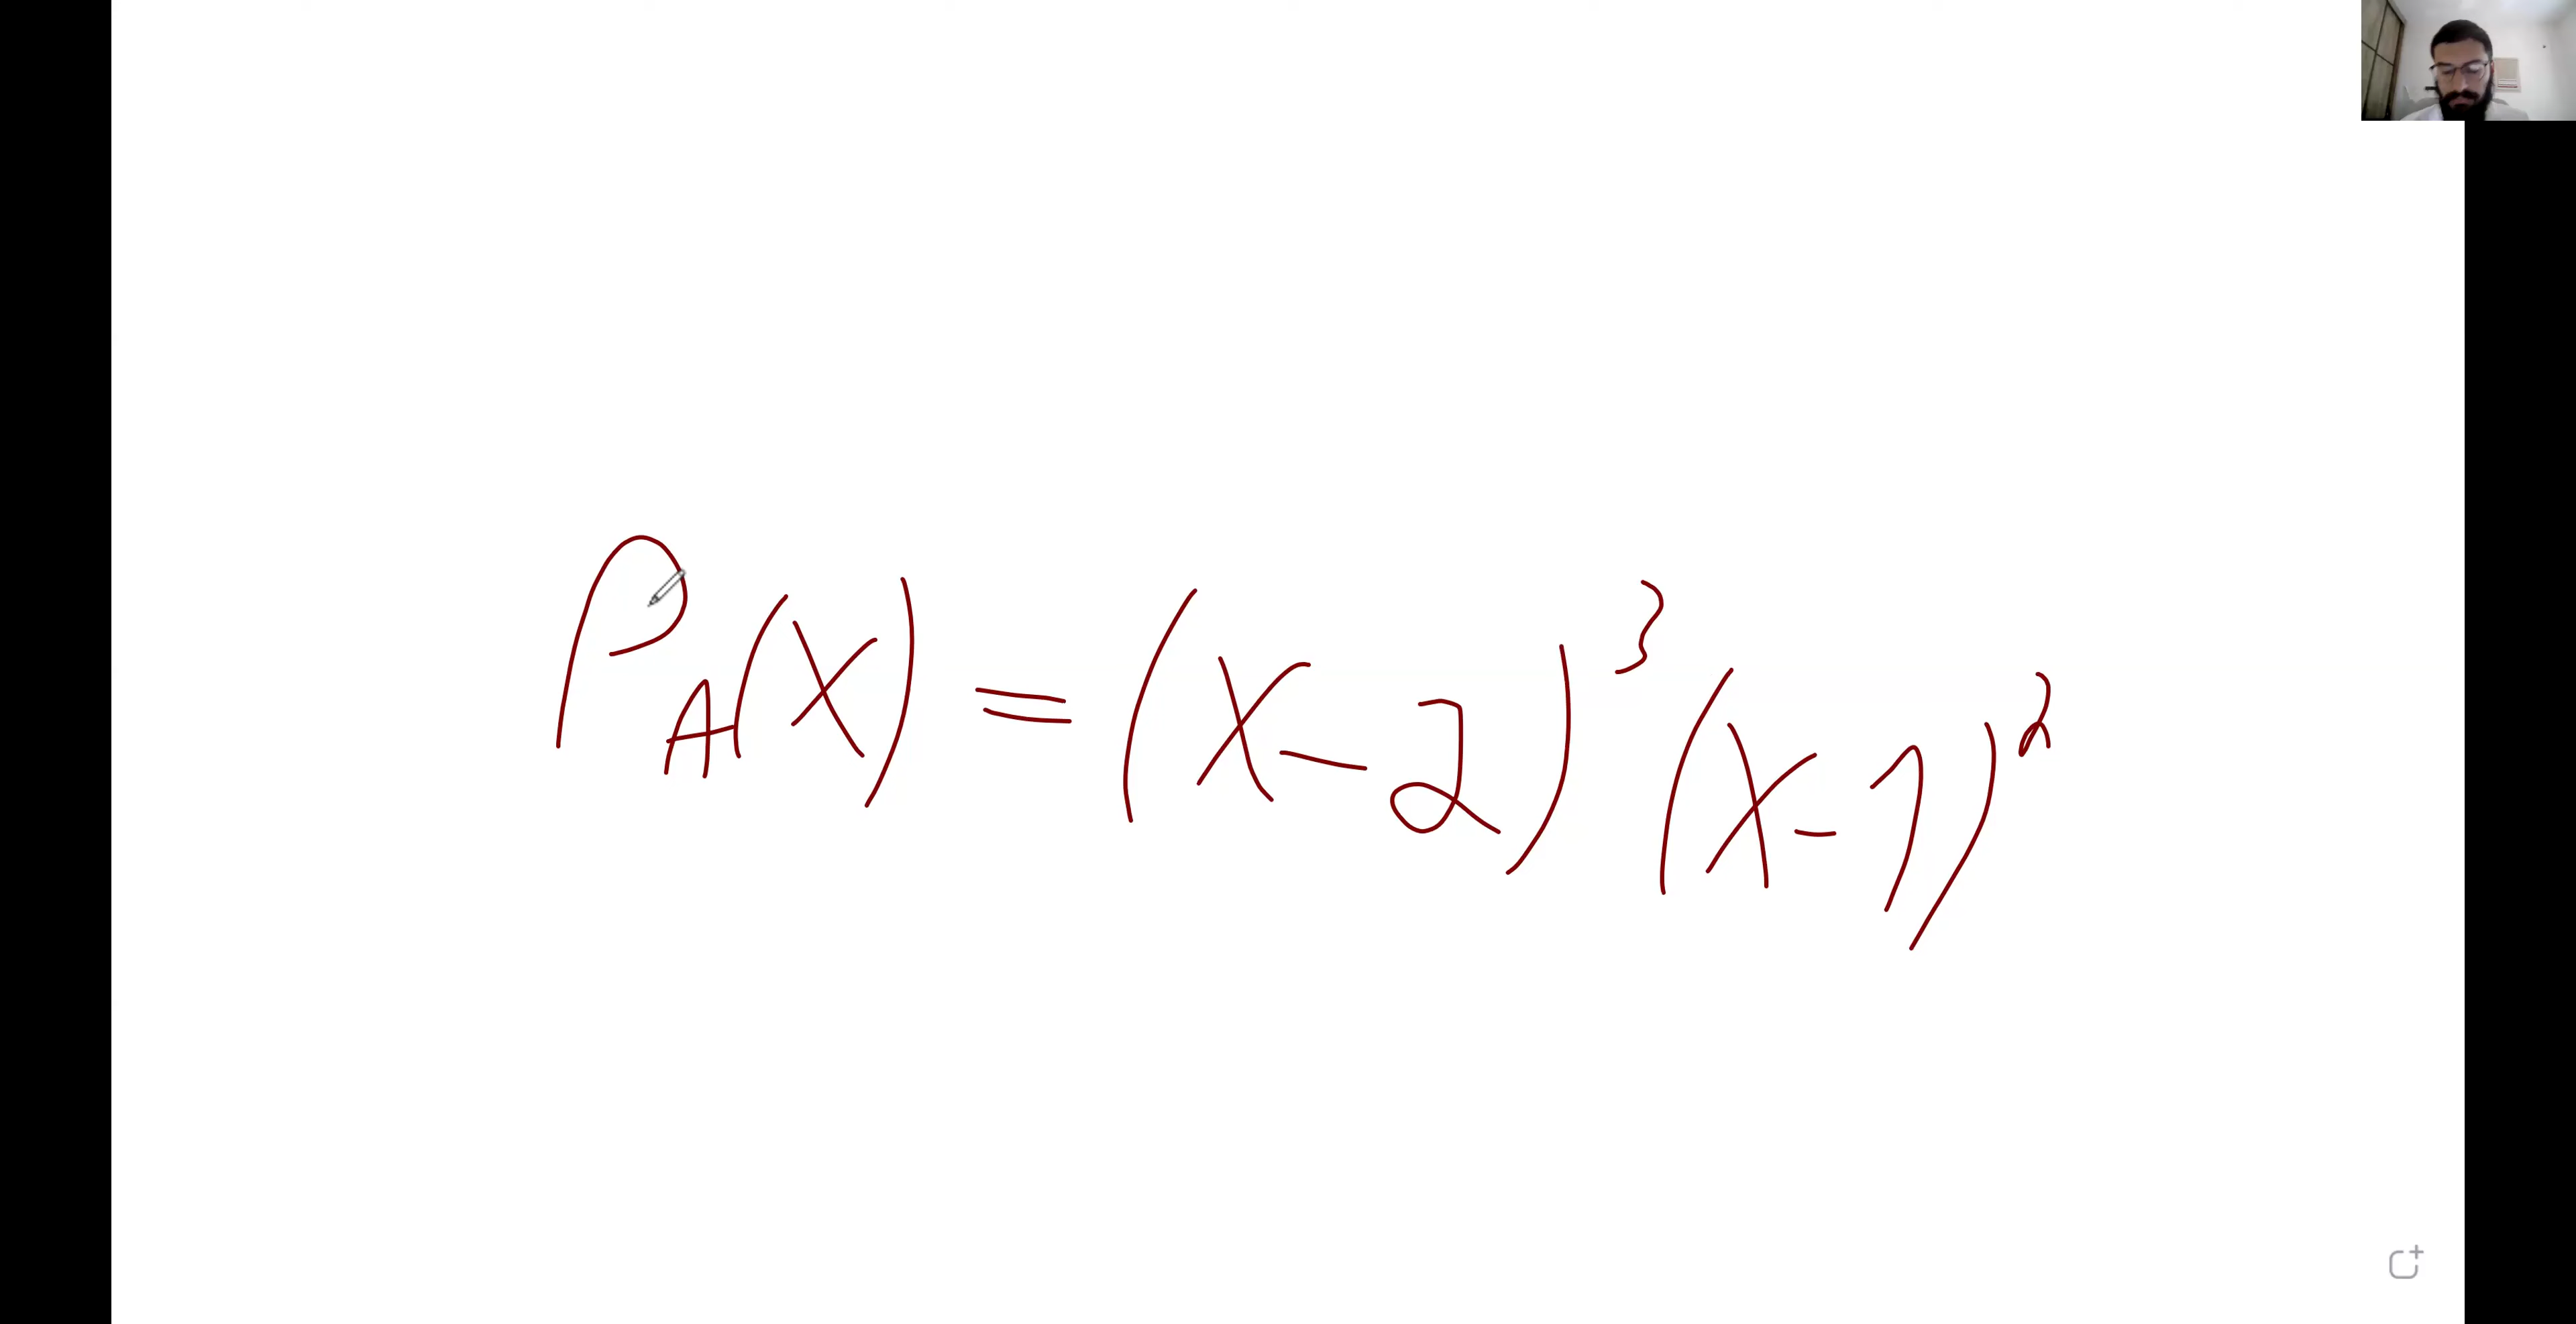 P_A(x) = (x-2)^3 (x-1)^2